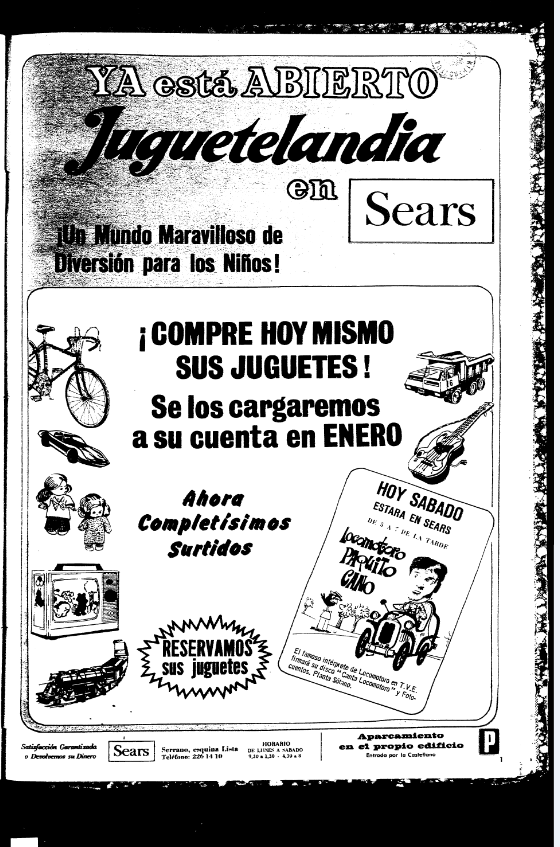 YA está ABIERTO
Juguetelandia
en
Sears
¡Un Mundo Maravilloso de
Diversión para los Niños!
¡COMPRE HOY MISMO
SUS JUGUETES!
Se los cargaremos
a su cuenta en ENERO
Ahora
Completísimos
Surtidos
HOY SABADO
ESTARA EN SEARS
DE 5 A 7 DE LA TARDE
Locomotoro
PAQUITO
CANO
El famoso intérprete de Locomotoro en T.V.E.
firmará su disco "Canta Locomotoro" y Foto-
cuentos. Planta Sótano.
RESERVAMOS
sus juguetes
Satisfacción Garantizada
o Devolvemos su Dinero
Sears
Serrano, esquina Lista
Teléfono: 226 14 10
HORARIO
DE LUNES A SABADO
9,30 a 2,30 - 4,30 a 8
Aparcamiento
en el propio edificio
Entrada por la Castellana
P
1